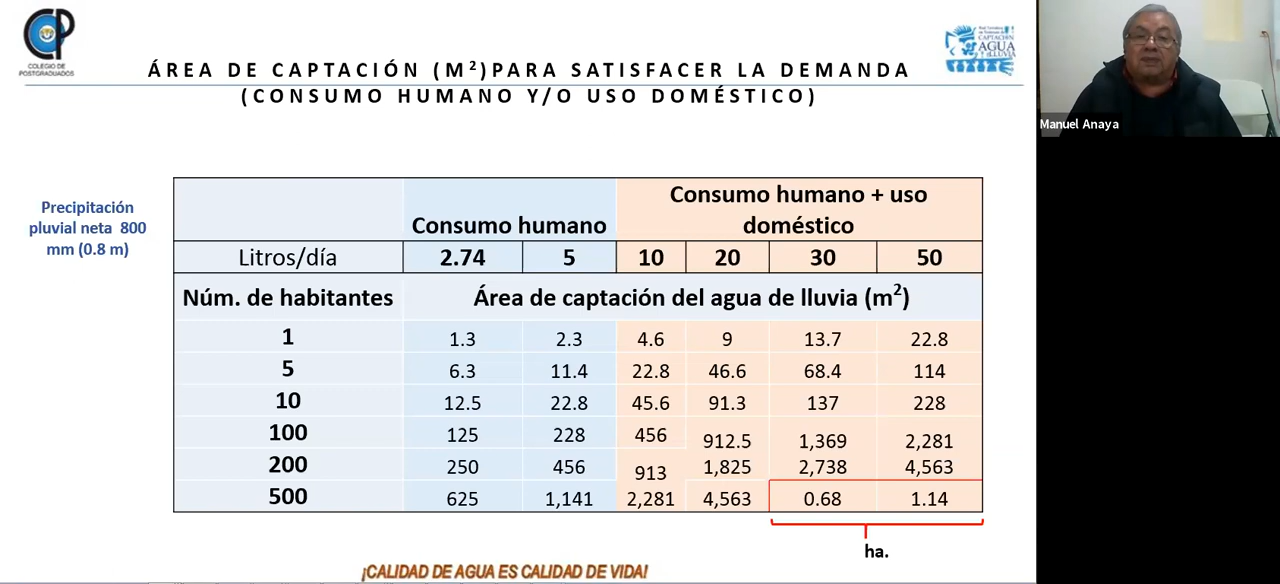 CP
COLEGIO DE
POSTGRADUADOS
CAPTACIÓN
AGUA
ÁREA DE CAPTACIÓN (M²)PARA SATISFACER LA DEMANDA
(CONSUMO HUMANO Y/O USO DOMÉSTICO)
Manuel Anaya
Precipitación
pluvial neta 800
mm (0.8 m)
Consumo humano
Consumo humano + uso
doméstico
Litros/día 2.74 5 10 20 30 50
Núm. de habitantes Área de captación del agua de lluvia (m²)
1 1.3 2.3 4.6 9 13.7 22.8
5 6.3 11.4 22.8 46.6 68.4 114
10 12.5 22.8 45.6 91.3 137 228
100 125 228 456 912.5 1,369 2,281
200 250 456 913 1,825 2,738 4,563
500 625 1,141 2,281 4,563 0.68 1.14
ha.
¡CALIDAD DE AGUA ES CALIDAD DE VIDA!